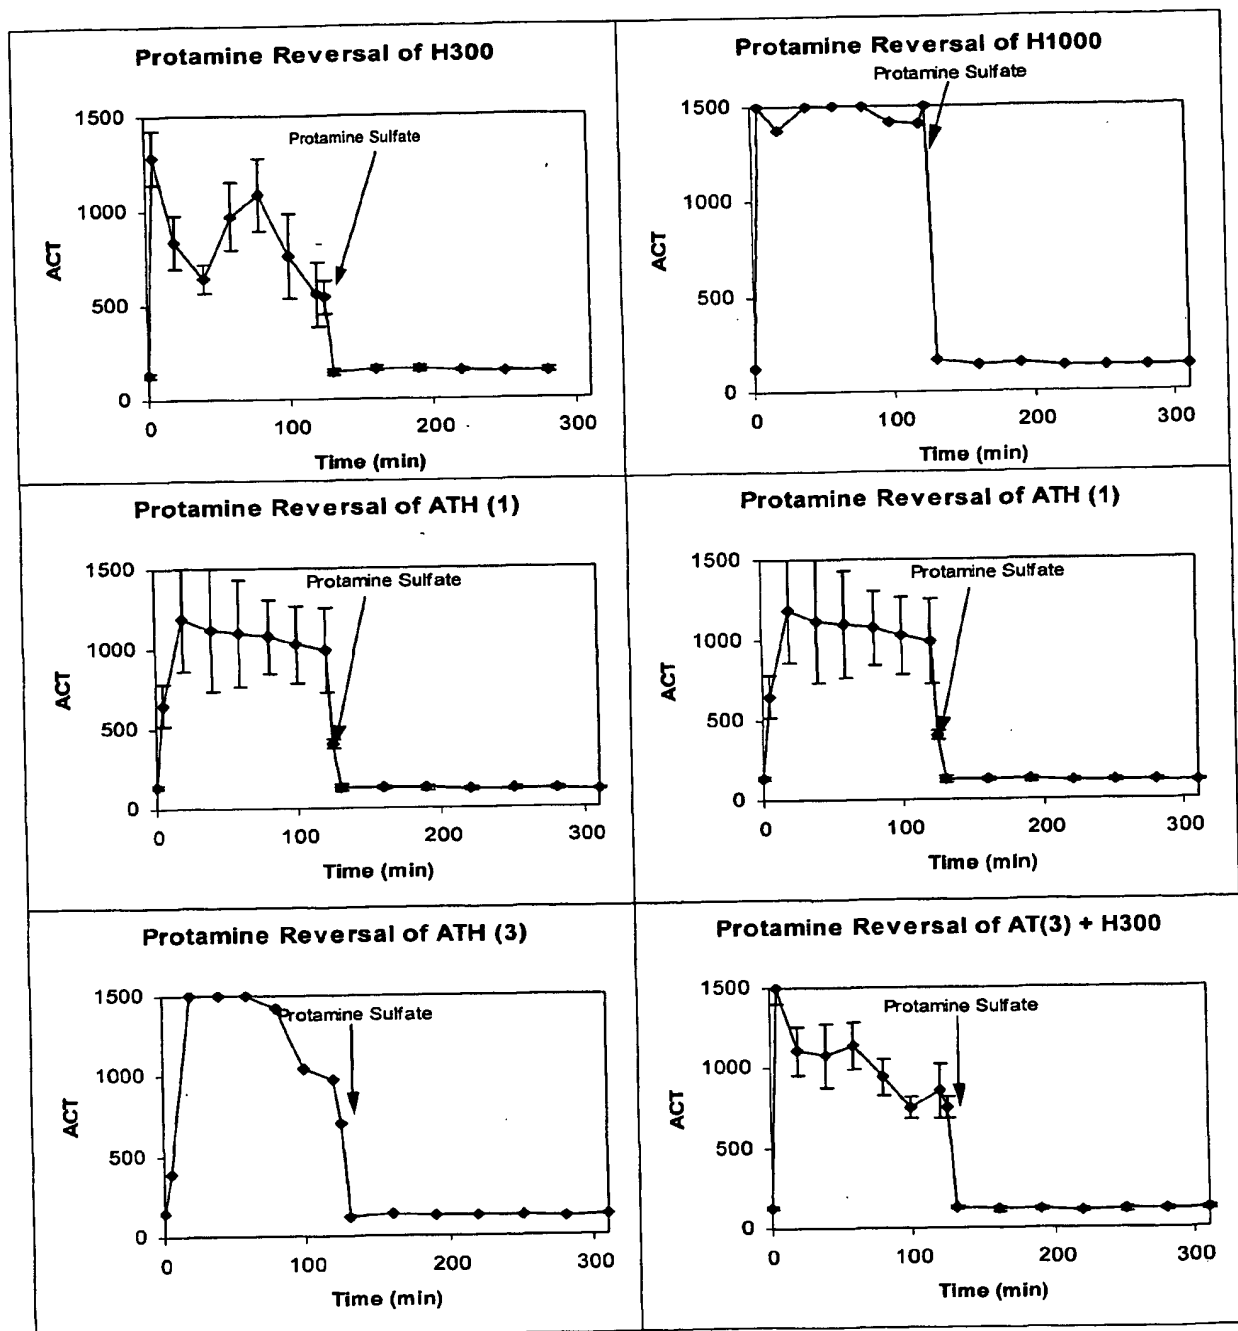 Protamine Reversal of H300
Protamine Sulfate
1500
1000
500
0
ACT
0 100 200 300
Time (min)
Protamine Reversal of H1000
Protamine Sulfate
1500
1000
500
0
ACT
0 100 200 300
Time (min)
Protamine Reversal of ATH (1)
Protamine Sulfate
1500
1000
500
0
ACT
0 100 200 300
Time (min)
Protamine Reversal of ATH (1)
Protamine Sulfate
1500
1000
500
0
ACT
0 100 200 300
Time (min)
Protamine Reversal of ATH (3)
Protamine Sulfate
1500
1000
500
0
ACT
0 100 200 300
Time (min)
Protamine Reversal of AT(3) + H300
Protamine Sulfate
1500
1000
500
0
ACT
0 100 200 300
Time (min)